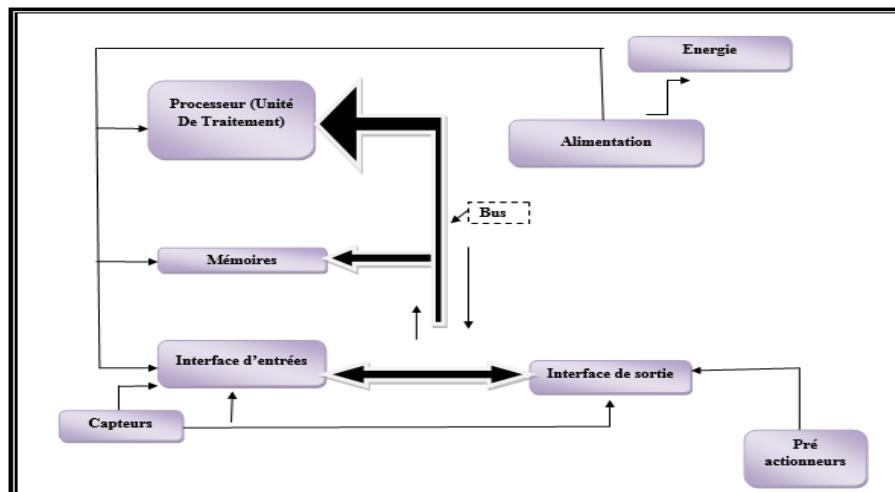 Energie
Processeur (Unité
De Traitement)
Alimentation
Bus
Mémoires
Interface d'entrées
Interface de sortie
Capteurs
Pré
actionneurs